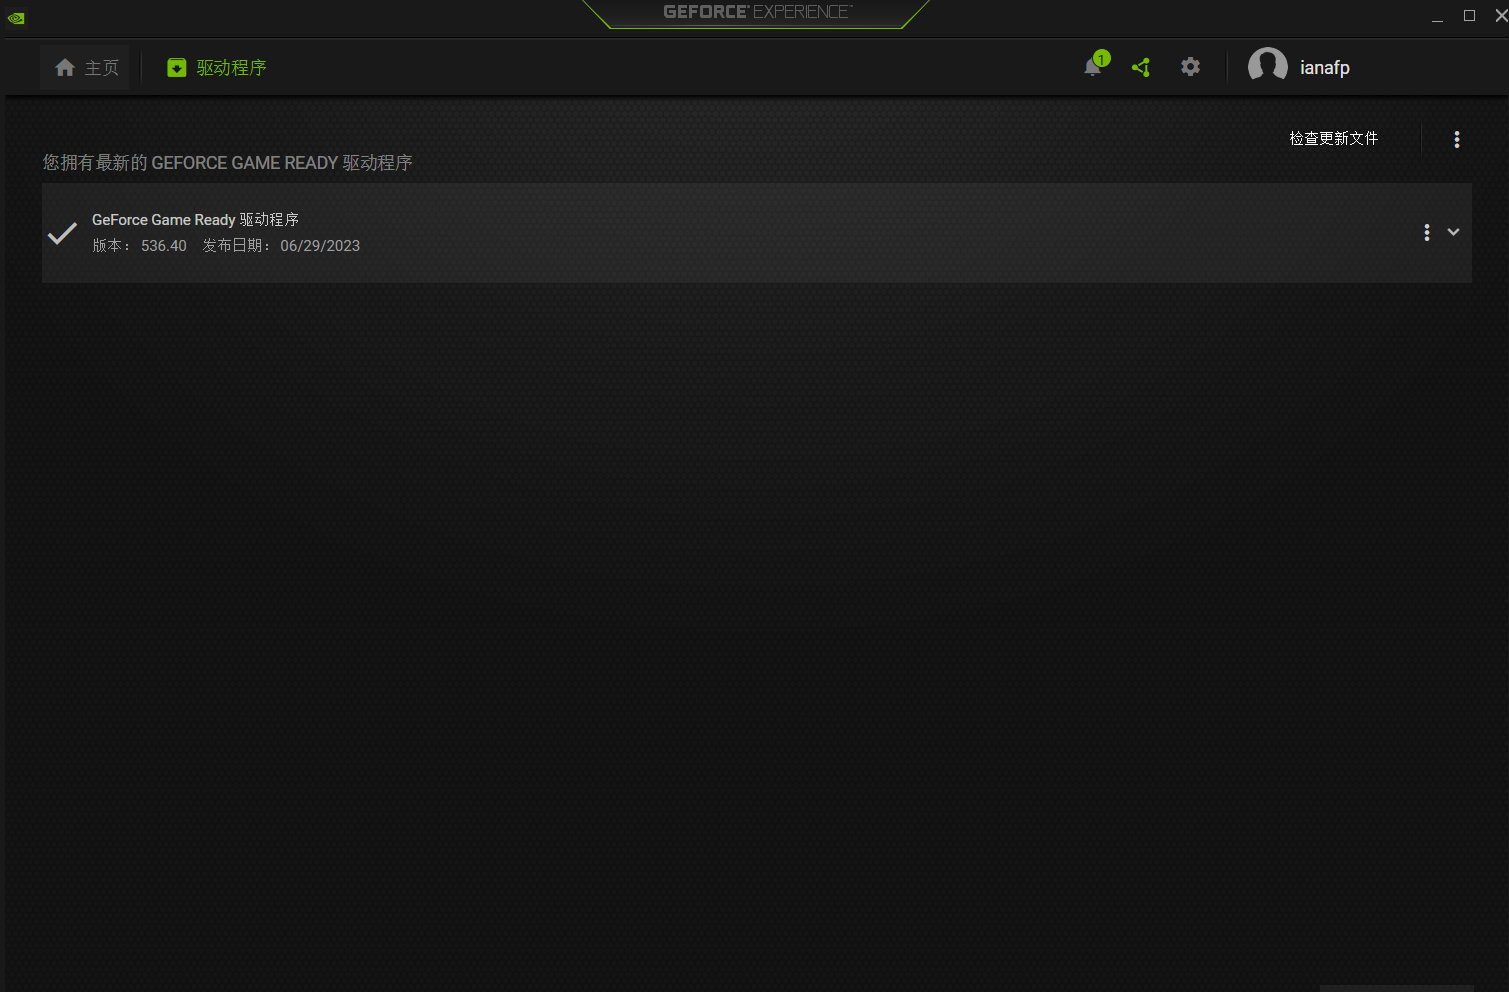 GEFORCE® EXPERIENCE™
主页
驱动程序
1
ianafp
检查更新文件
您拥有最新的 GEFORCE GAME READY 驱动程序
GeForce Game Ready 驱动程序
版本： 536.40 发布日期： 06/29/2023